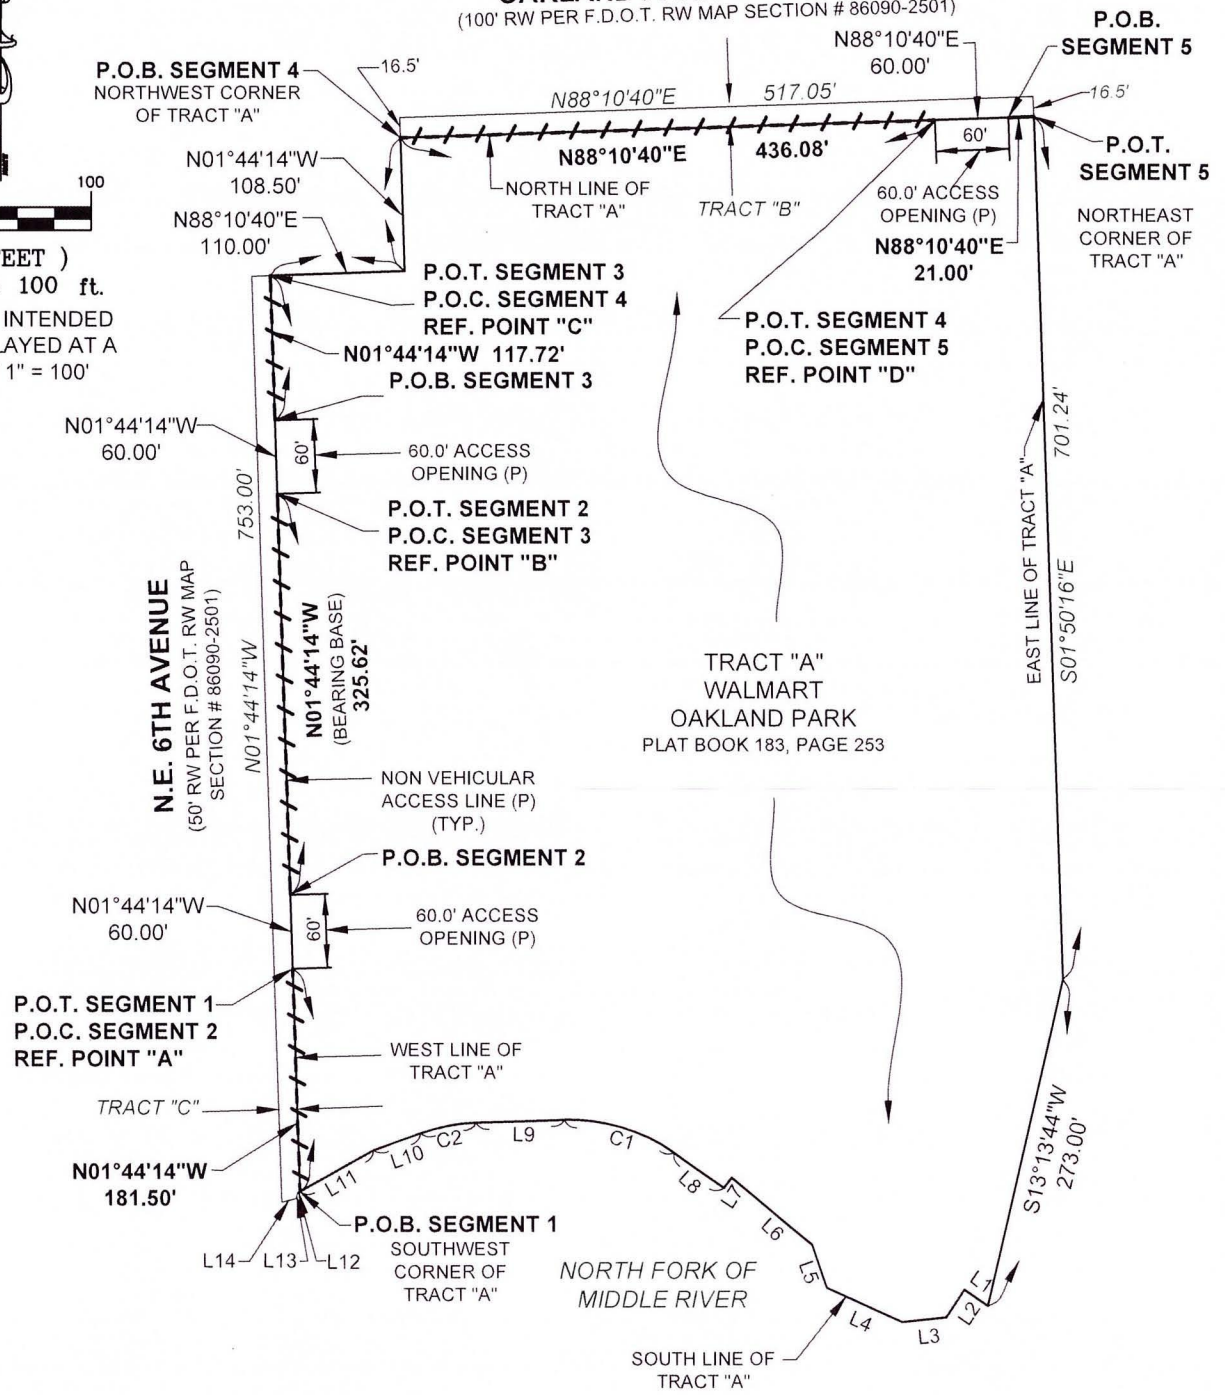 (100' RW PER F.D.O.T. RW MAP SECTION # 86090-2501)
P.O.B.
SEGMENT 5
N88°10'40"E
60.00'
P.O.B. SEGMENT 4
NORTHWEST CORNER
OF TRACT "A"
16.5'
N88°10'40"E 517.05'
16.5'
60'
N88°10'40"E 436.08'
P.O.T.
SEGMENT 5
N01°44'14"W
108.50'
NORTH LINE OF
TRACT "A"
TRACT "B"
60.0' ACCESS
OPENING (P)
N88°10'40"E
21.00'
NORTHEAST
CORNER OF
TRACT "A"
100
N88°10'40"E
110.00'
EET )
100 ft.
INTENDED
LAYED AT A
1" = 100'
P.O.T. SEGMENT 3
P.O.C. SEGMENT 4
REF. POINT "C"
N01°44'14"W 117.72'
P.O.B. SEGMENT 3
P.O.T. SEGMENT 4
P.O.C. SEGMENT 5
REF. POINT "D"
N01°44'14"W
60.00'
60'
60.0' ACCESS
OPENING (P)
701.24'
753.00'
P.O.T. SEGMENT 2
P.O.C. SEGMENT 3
REF. POINT "B"
EAST LINE OF TRACT "A"
S01°50'16"E
N.E. 6TH AVENUE
(50' RW PER F.D.O.T. RW MAP
SECTION # 86090-2501)
N01°44'14"W
N01°44'14"W
(BEARING BASE)
325.62'
TRACT "A"
WALMART
OAKLAND PARK
PLAT BOOK 183, PAGE 253
NON VEHICULAR
ACCESS LINE (P)
(TYP.)
P.O.B. SEGMENT 2
N01°44'14"W
60.00'
60'
60.0' ACCESS
OPENING (P)
P.O.T. SEGMENT 1
P.O.C. SEGMENT 2
REF. POINT "A"
WEST LINE OF
TRACT "A"
TRACT "C"
N01°44'14"W
181.50'
L11
L10
C2
L9
C1
L8
L7
L6
L5
L4
L3
L2
L1
S13°13'44"W
273.00'
L14
L13
L12
P.O.B. SEGMENT 1
SOUTHWEST
CORNER OF
TRACT "A"
NORTH FORK OF
MIDDLE RIVER
SOUTH LINE OF
TRACT "A"